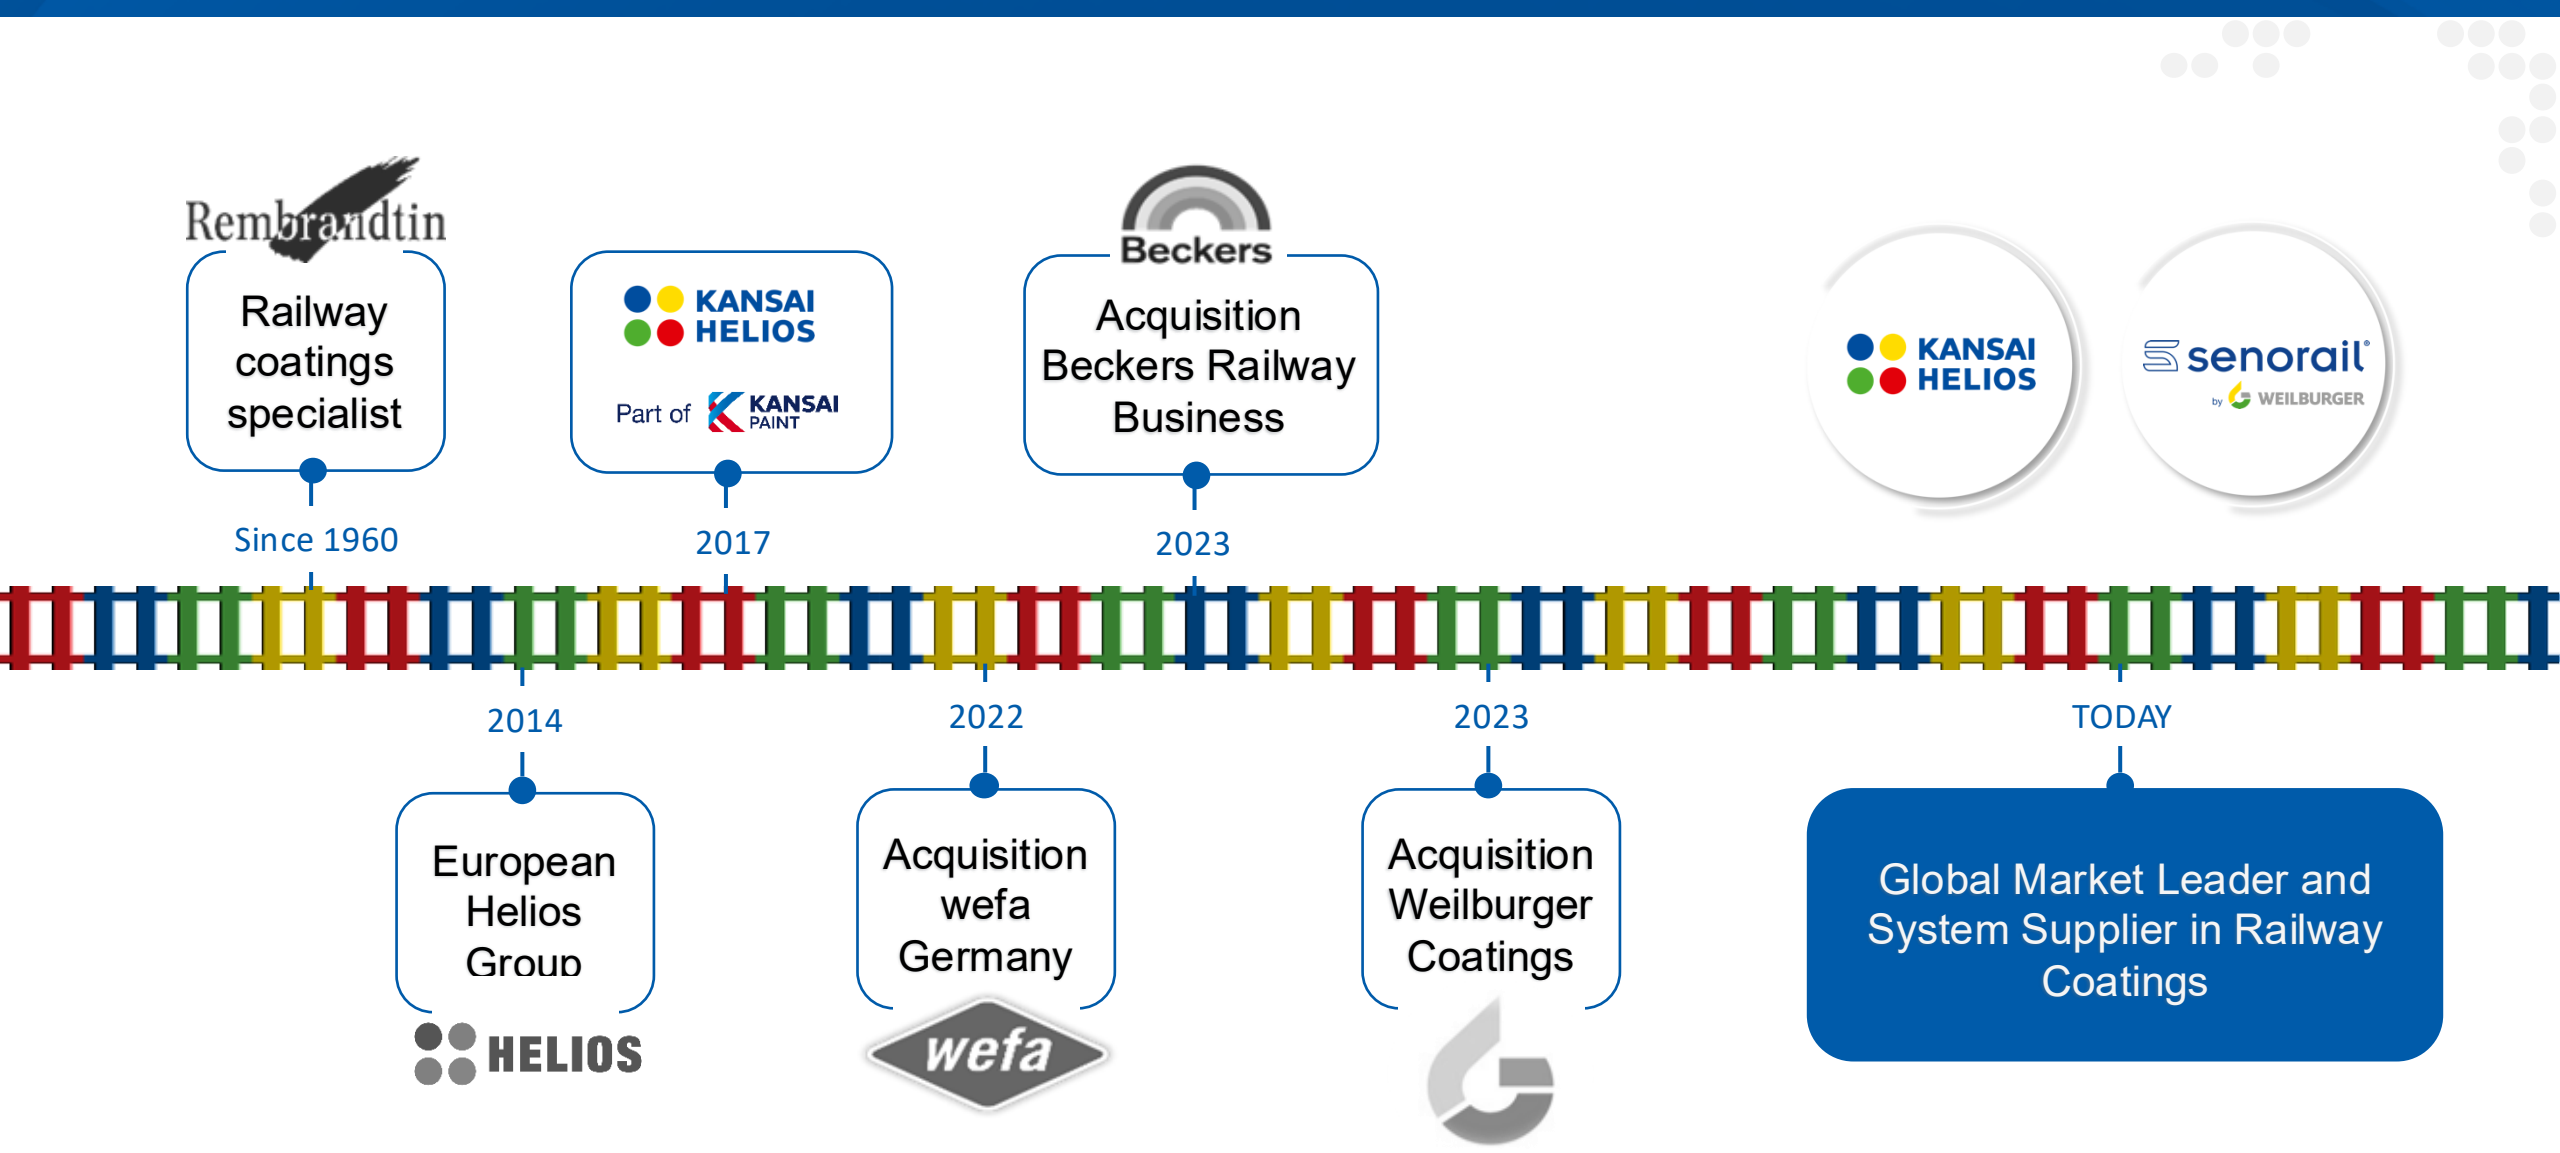 Rembrandtin
Railway
coatings
specialist
Since 1960
KANSAI
HELIOS
Part of KANSAI
PAINT
2017
Beckers
Acquisition
Beckers Railway
Business
2023
KANSAI
HELIOS
senorail®
by WEILBURGER
2014
European
Helios
Group
HELIOS
2022
Acquisition
wefa
Germany
wefa
2023
Acquisition
Weilburger
Coatings
TODAY
Global Market Leader and
System Supplier in Railway
Coatings